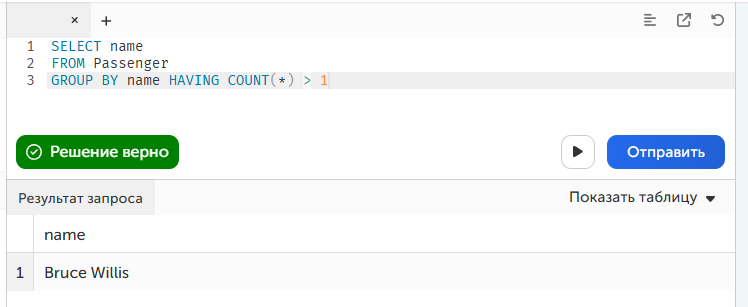 × +
1 SELECT name
2 FROM Passenger
3 GROUP BY name HAVING COUNT(*) > 1
Решение верно
Отправить
Результат запроса
Показать таблицу
name
1 Bruce Willis